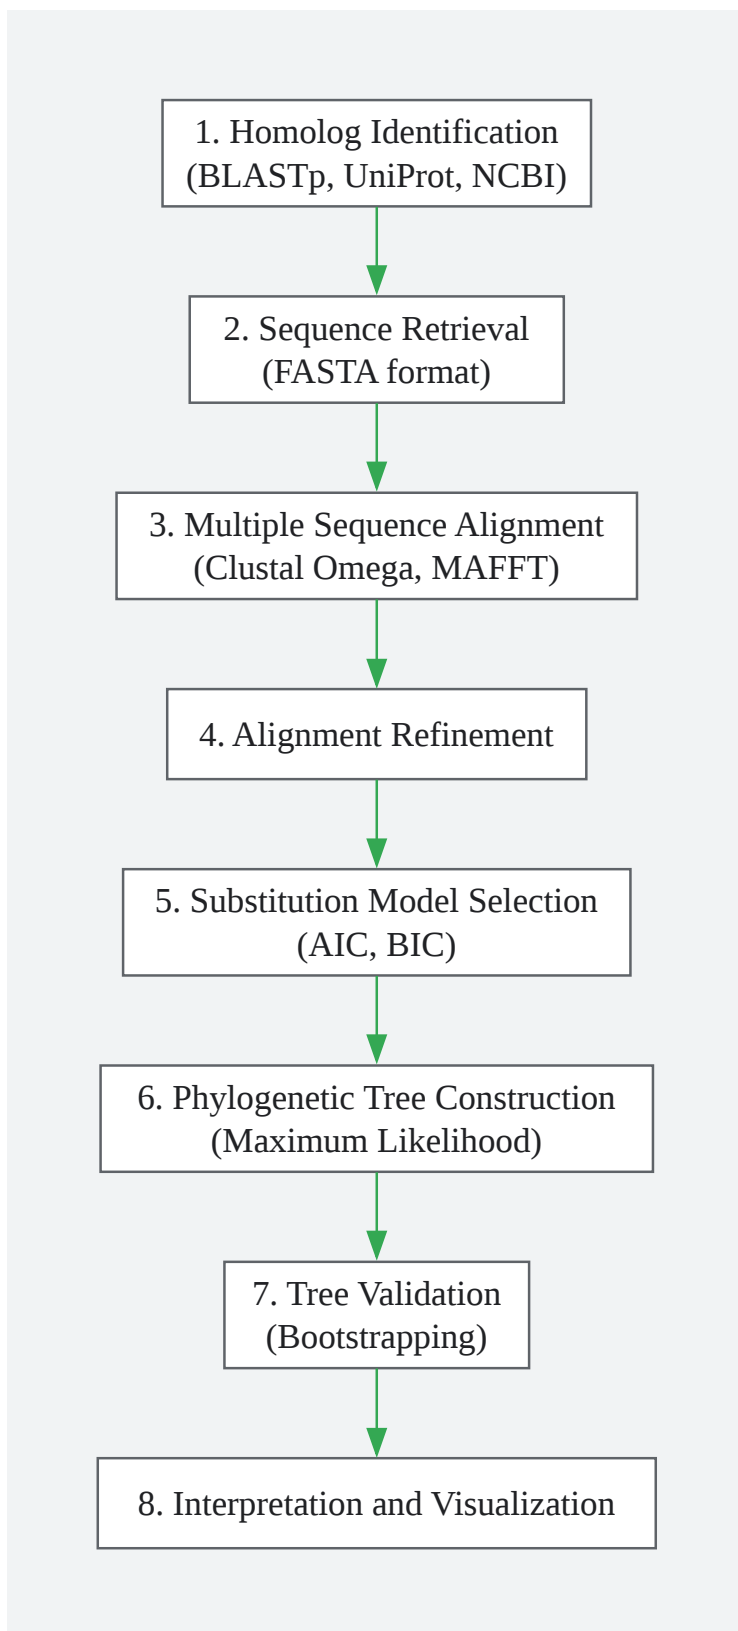 1. Homolog Identification
(BLASTp, UniProt, NCBI)
2. Sequence Retrieval
(FASTA format)
3. Multiple Sequence Alignment
(Clustal Omega, MAFFT)
4. Alignment Refinement
5. Substitution Model Selection
(AIC, BIC)
6. Phylogenetic Tree Construction
(Maximum Likelihood)
7. Tree Validation
(Bootstrapping)
8. Interpretation and Visualization